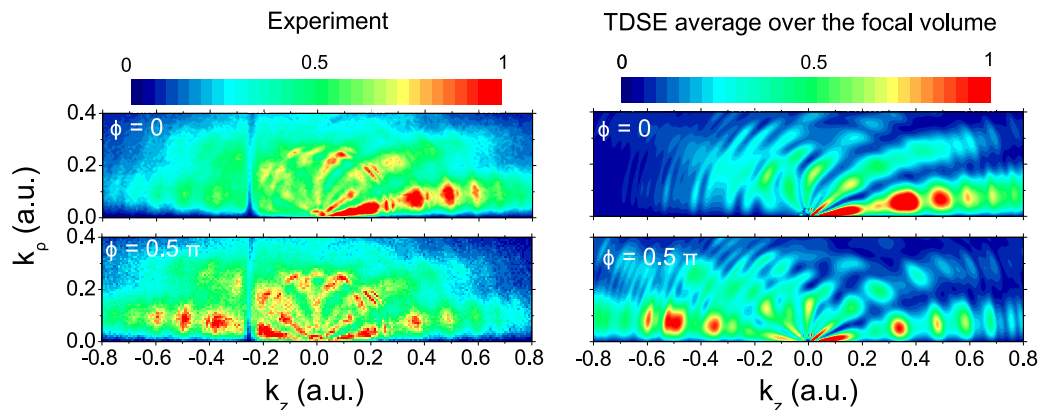 Experiment
TDSE average over the focal volume
0 0.5 1
0 0.5 1
ϕ = 0
ϕ = 0
0.4
0.2
0.0
ϕ = 0.5 π
ϕ = 0.5 π
0.4
0.2
0.0
kρ (a.u.)
-0.8 -0.6 -0.4 -0.2 0.0 0.2 0.4 0.6 0.8
-0.8 -0.6 -0.4 -0.2 0.0 0.2 0.4 0.6 0.8
kz (a.u.)
kz (a.u.)